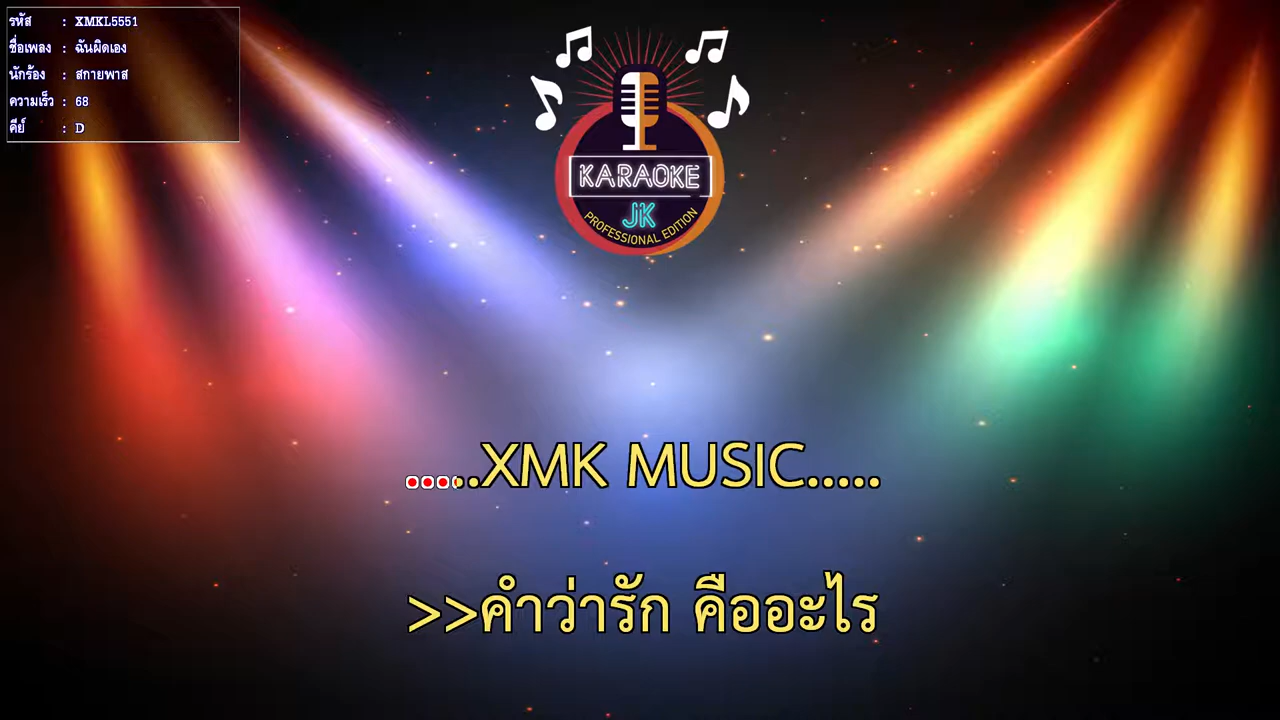 รหัส : XMKL5551
ชื่อเพลง : ฉันผิดเอง
นักร้อง : สกายพาส
ความเร็ว : 68
คีย์ : D
KARAOKE
JK
PROFESSIONAL EDITION
.....XMK MUSIC.....
>>คำว่ารัก คืออะไร